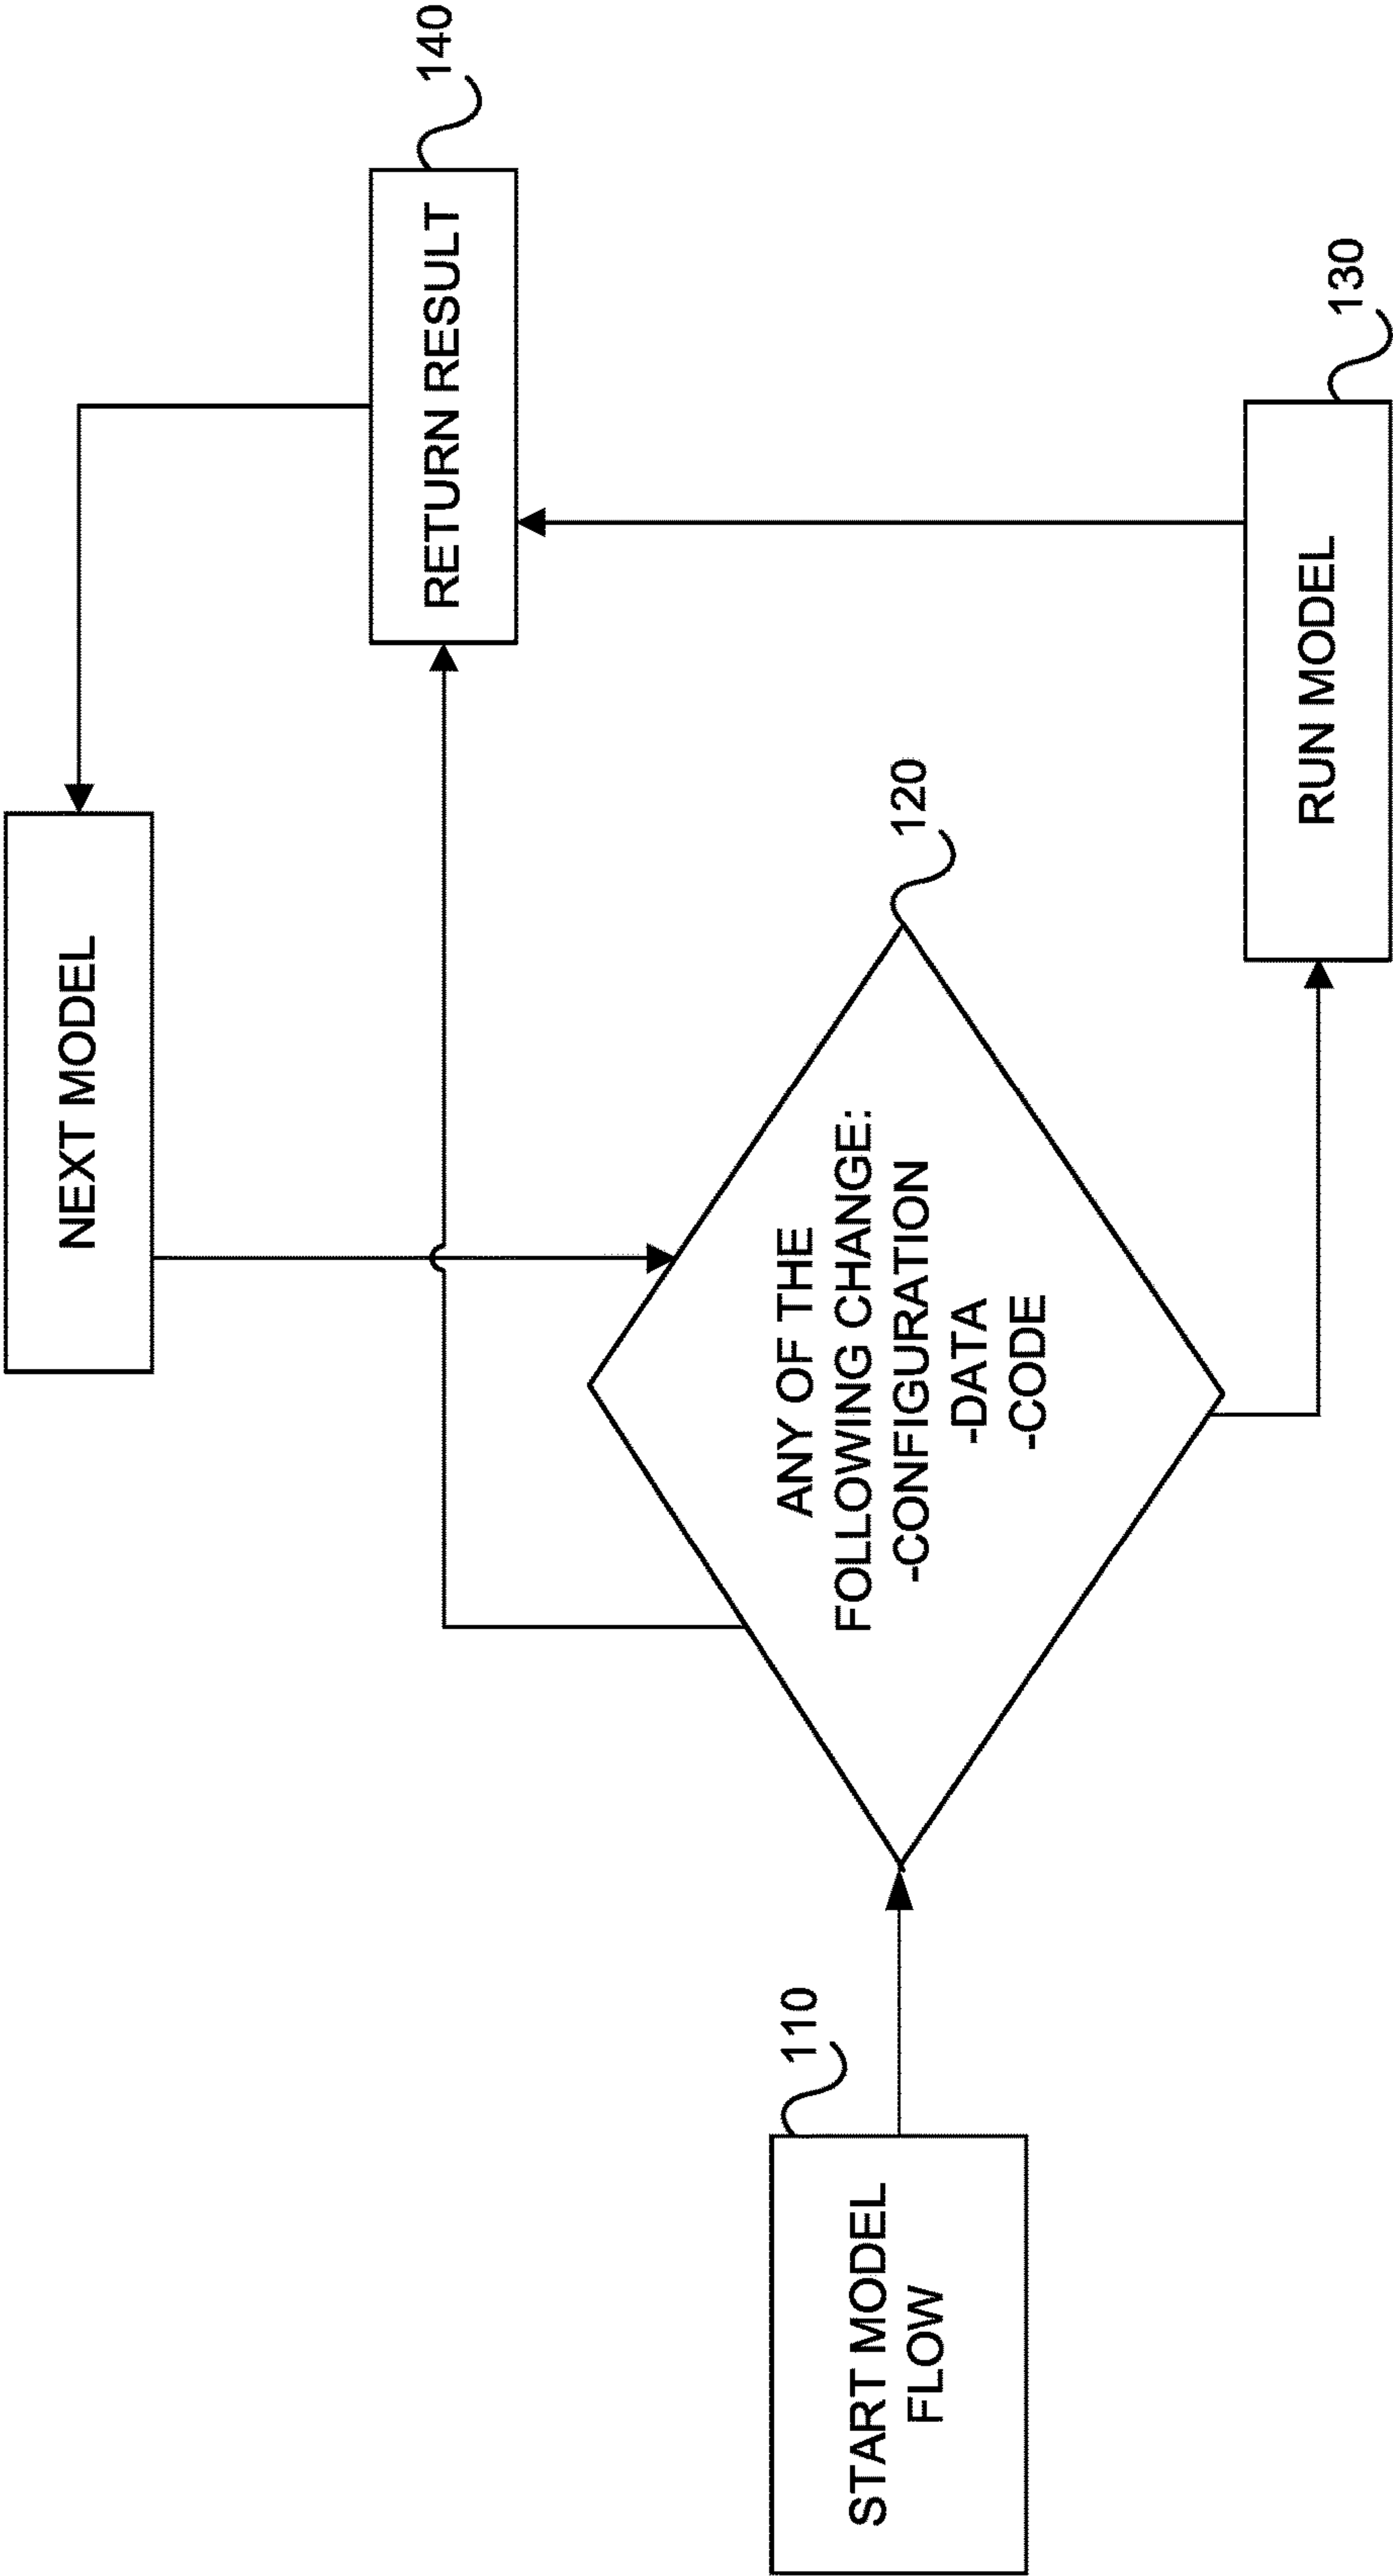 NEXT MODEL
140
RETURN RESULT
110
START MODEL
FLOW
ANY OF THE
FOLLOWING CHANGE:
-CONFIGURATION
-DATA
-CODE
120
130
RUN MODEL